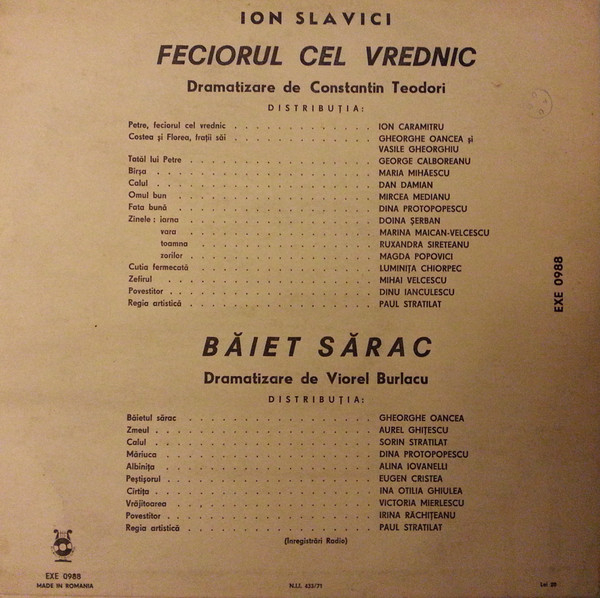 ION SLAVICI
FECIORUL CEL VREDNIC
Dramatizare de Constantin Teodori
DISTRIBUȚIA:
Petre, feciorul cel vrednic . . . . . . . . . . . . ION CARAMITRU
Costea și Florea, frații săi . . . . . . . . . . . . GHEORGHE OANCEA și
VASILE GHEORGHIU
Tatăl lui Petre . . . . . . . . . . . . GEORGE CALBOREANU
Bîrșa . . . . . . . . . . . . MARIA MIHĂESCU
Calul . . . . . . . . . . . . DAN DAMIAN
Omul bun . . . . . . . . . . . . MIRCEA MEDIANU
Fata bună . . . . . . . . . . . . DINA PROTOPOPESCU
Zinele : iarna . . . . . . . . . . . . DOINA ȘERBAN
vara . . . . . . . . . . . . MARINA MAICAN-VELCESCU
toamna . . . . . . . . . . . . RUXANDRA SIRETEANU
zorilor . . . . . . . . . . . . MAGDA POPOVICI
Cutia fermecată . . . . . . . . . . . . LUMINIȚA CHIORPEC
Zefirul . . . . . . . . . . . . MIHAI VELCESCU
Povestitor . . . . . . . . . . . . DINU IANCULESCU
Regia artistică . . . . . . . . . . . . PAUL STRATILAT
EXE 0988
BĂIET SĂRAC
Dramatizare de Viorel Burlacu
DISTRIBUȚIA:
Băietul sărac . . . . . . . . . . . . GHEORGHE OANCEA
Zmeul . . . . . . . . . . . . AUREL GHIȚESCU
Calul . . . . . . . . . . . . SORIN STRATILAT
Măriuca . . . . . . . . . . . . DINA PROTOPOPESCU
Albinița . . . . . . . . . . . . ALINA IOVANELLI
Peștișorul . . . . . . . . . . . . EUGEN CRISTEA
Cîrtița . . . . . . . . . . . . INA OTILIA GHIULEA
Vrăjitoarea . . . . . . . . . . . . VICTORIA MIERLESCU
Povestitor . . . . . . . . . . . . IRINA RĂCHIȚEANU
Regia artistică . . . . . . . . . . . . PAUL STRATILAT
(Inregistrări Radio)
EXE 0988
MADE IN ROMANIA
N.I.I. 433/71
Lei 20